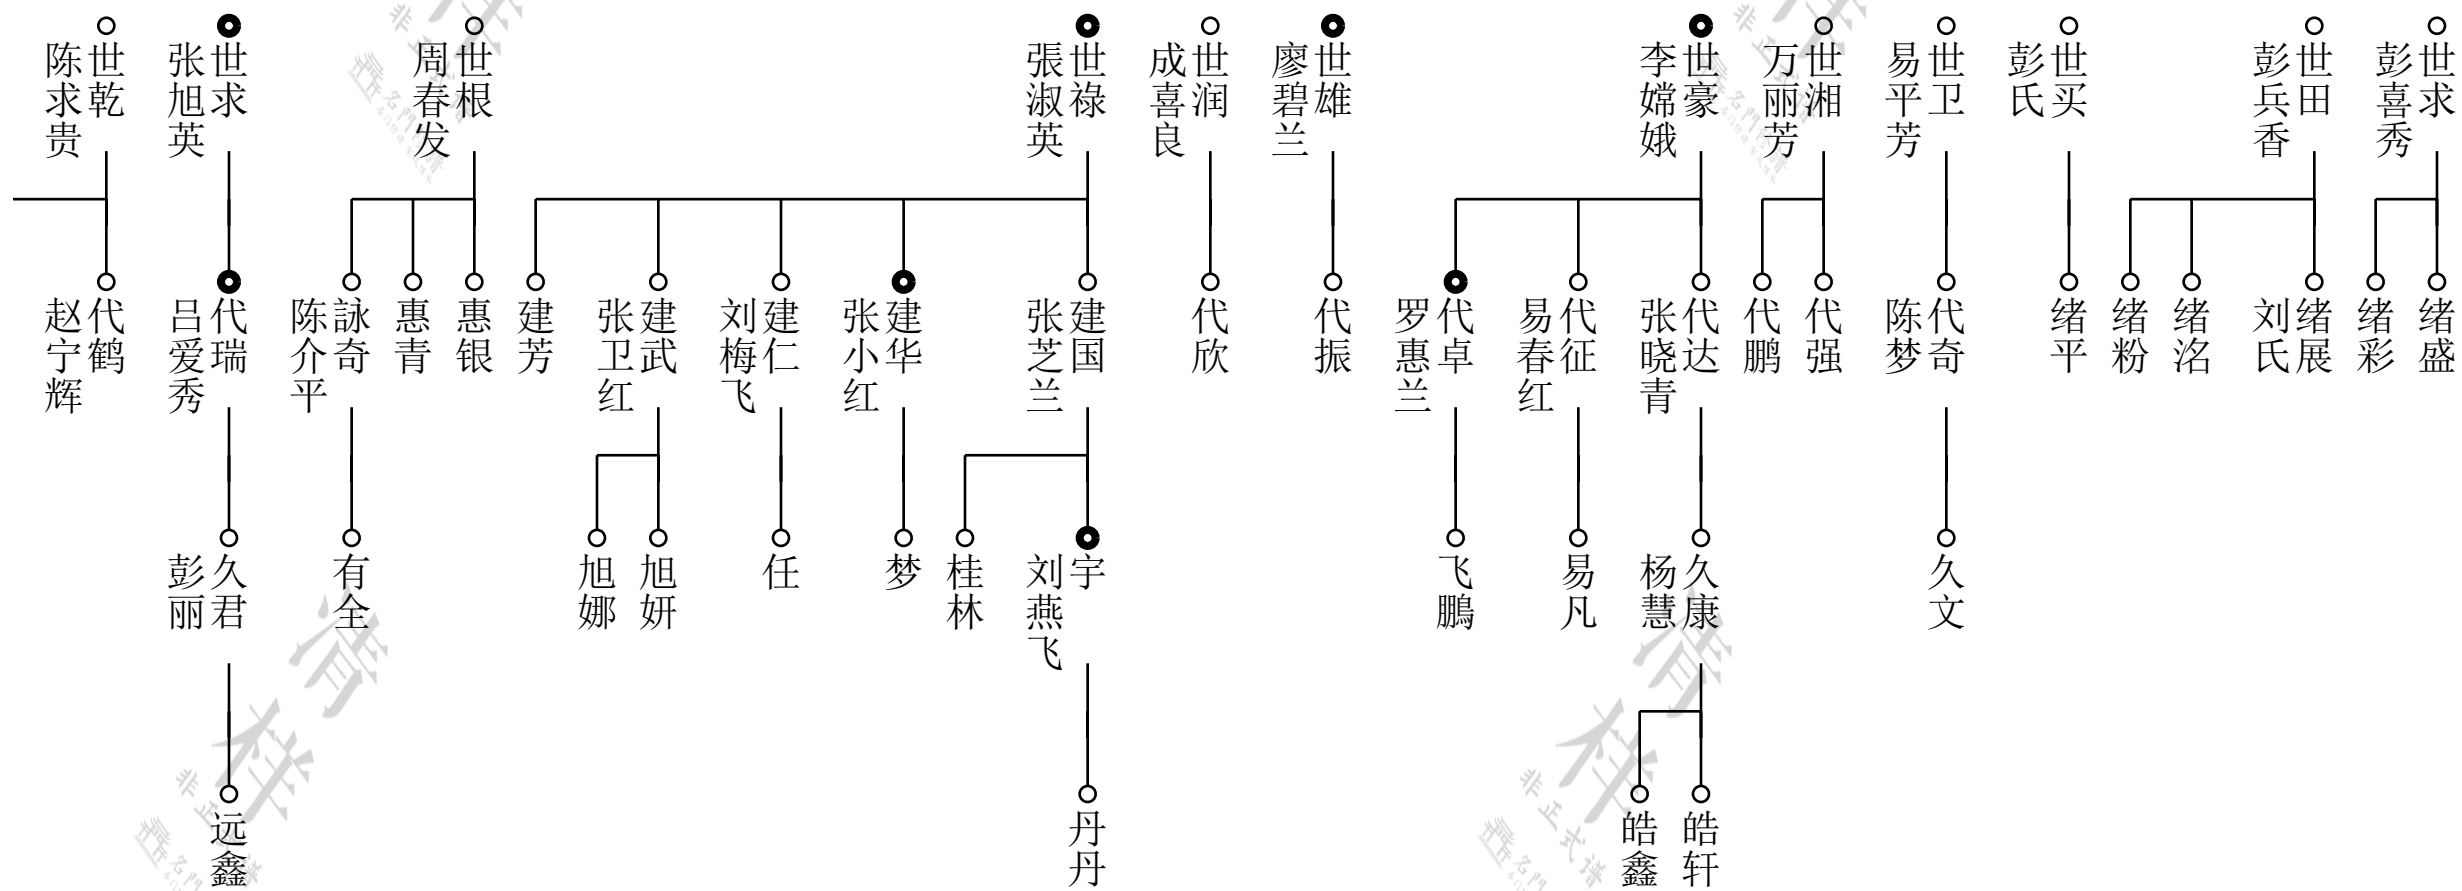 世求
彭喜秀
世田
彭兵香
世买
彭氏
世卫
易平芳
世湘
万丽芳
世豪
李嫦娥
世雄
廖碧兰
世润
成喜良
世祿
張淑英
世根
周春发
世求
张旭英
世乾
陈求贵
绪盛
绪彩
绪展
刘氏
绪洺
绪粉
绪平
代奇
陈梦
代强
代鹏
代达
张晓青
代征
易春红
代卓
罗惠兰
代振
代欣
建国
张芝兰
建华
张小红
建仁
刘梅飞
建武
张卫红
建芳
惠银
惠青
詠奇
陈介平
代瑞
吕爱秀
代鹤
赵宁辉
久文
久康
杨慧
易凡
飞鵬
宇
刘燕飞
桂林
梦
任
旭妍
旭娜
有全
久君
彭丽
皓轩
皓鑫
丹丹
远鑫
清样
非正式谱